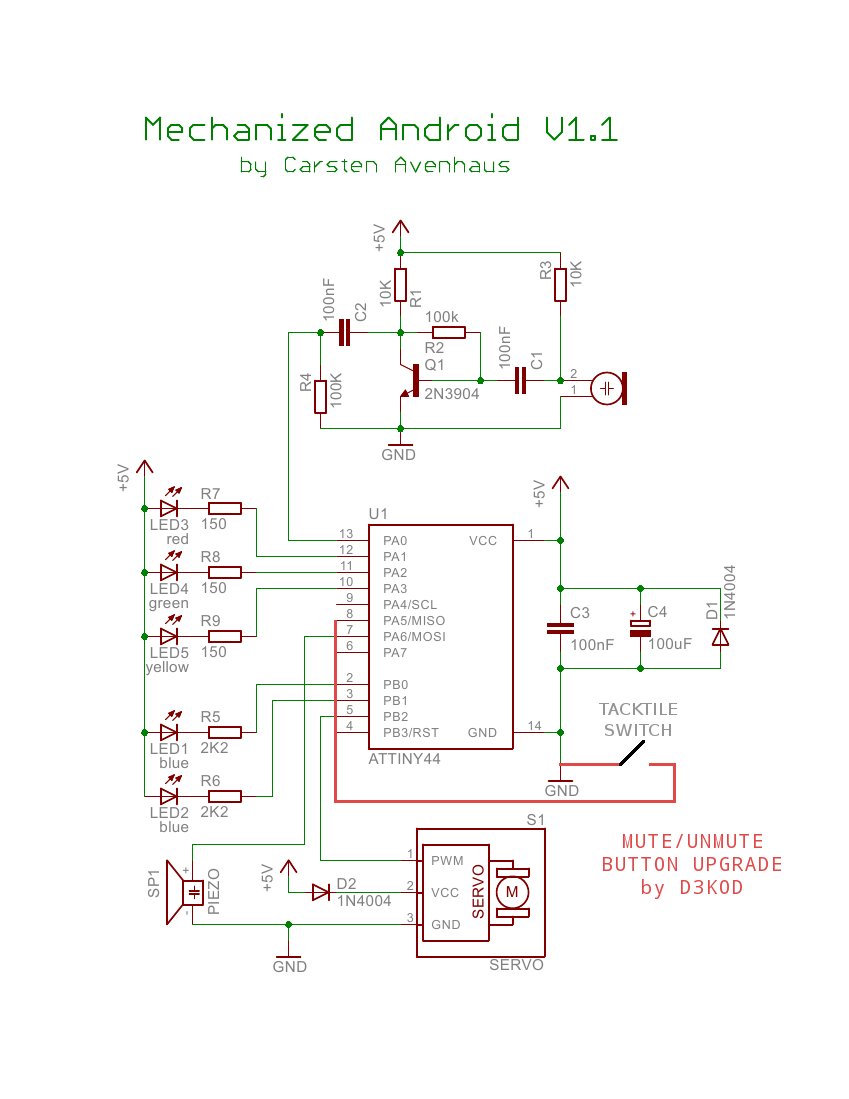 Mechanized Android V1.1
by Carsten Avenhaus
+5V
100nF
C2
10K
R1
R3
10K
100k
R2
Q1
2N3904
100nF
C1
2
1
R4
100K
GND
+5V
R7
150
LED3
red
R8
150
LED4
green
R9
150
LED5
yellow
R5
2K2
LED1
blue
R6
2K2
LED2
blue
U1
13 PA0
12 PA1
11 PA2
10 PA3
9 PA4/SCL
8 PA5/MISO
7 PA6/MOSI
6 PA7
2 PB0
3 PB1
5 PB2
4 PB3/RST
VCC 1
GND 14
ATTINY44
+5V
C3
100nF
+
C4
100uF
D1
1N4004
TACKTILE
SWITCH
GND
MUTE/UNMUTE
BUTTON UPGRADE
by D3K0D
SP1
+
-
PIEZO
+5V
D2
1N4004
GND
S1
1 PWM
2 VCC
3 GND
SERVO
M
SERVO